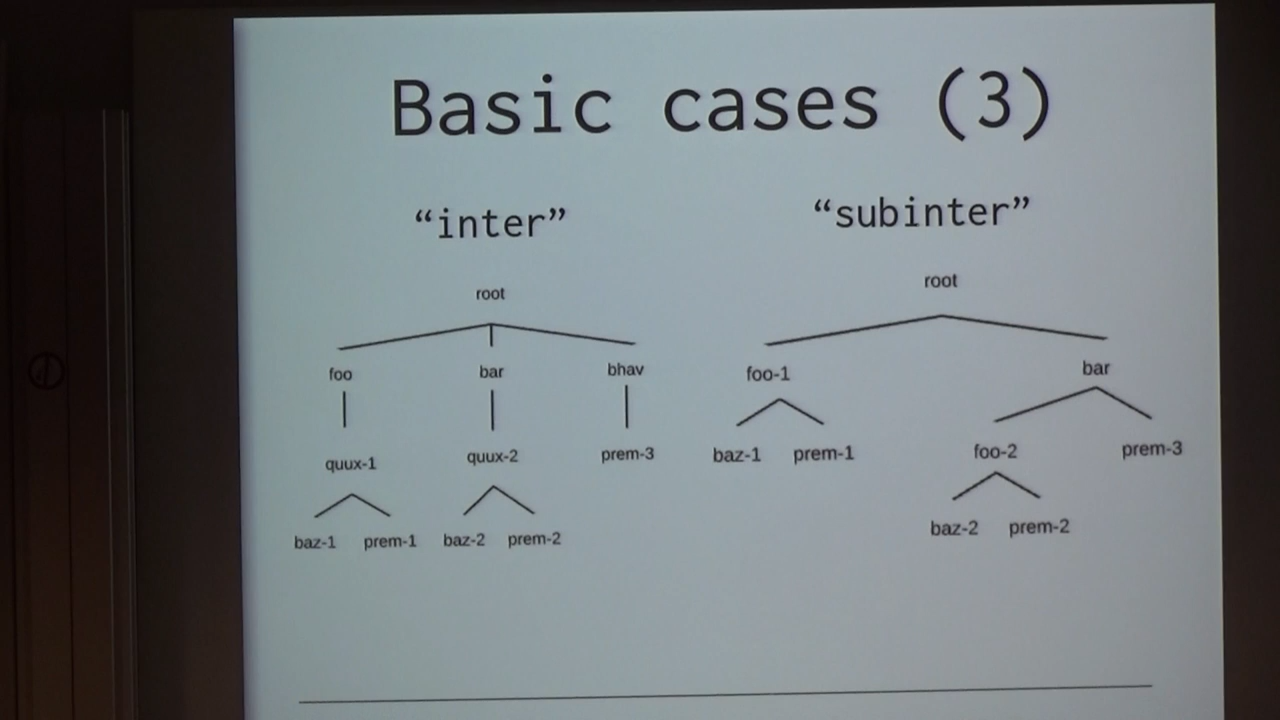 Basic cases (3)
“inter”
root
foo bar bhav
quux-1 quux-2 prem-3
baz-1 prem-1 baz-2 prem-2
“subinter”
root
foo-1 bar
baz-1 prem-1 foo-2 prem-3
baz-2 prem-2